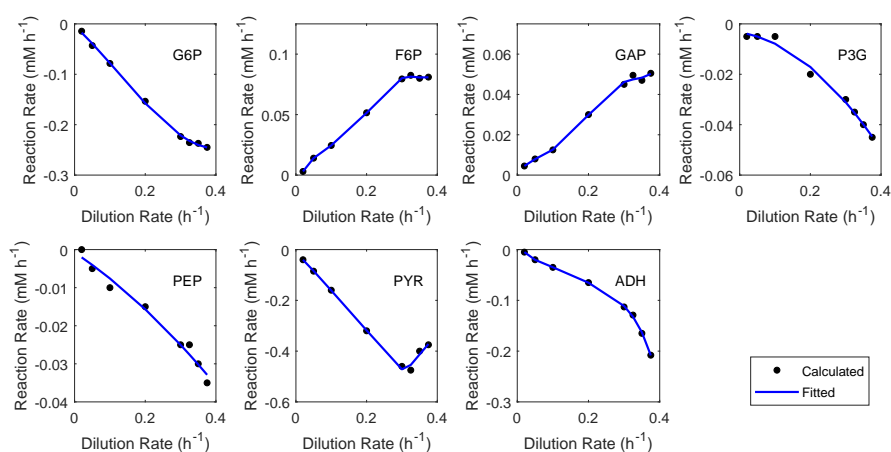 Reaction Rate (mM h⁻¹)
0
-0.1
-0.2
-0.3
G6P
0
0.2
0.4
Dilution Rate (h⁻¹)
Reaction Rate (mM h⁻¹)
0.1
0.05
0
F6P
0
0.2
0.4
Dilution Rate (h⁻¹)
Reaction Rate (mM h⁻¹)
0.06
0.04
0.02
0
GAP
0
0.2
0.4
Dilution Rate (h⁻¹)
Reaction Rate (mM h⁻¹)
0
-0.02
-0.04
-0.06
P3G
0
0.2
0.4
Dilution Rate (h⁻¹)
Reaction Rate (mM h⁻¹)
0
-0.01
-0.02
-0.03
-0.04
PEP
0
0.2
0.4
Dilution Rate (h⁻¹)
Reaction Rate (mM h⁻¹)
0
-0.2
-0.4
-0.6
PYR
0
0.2
0.4
Dilution Rate (h⁻¹)
Reaction Rate (mM h⁻¹)
0
-0.1
-0.2
-0.3
ADH
0
0.2
0.4
Dilution Rate (h⁻¹)
Calculated
Fitted